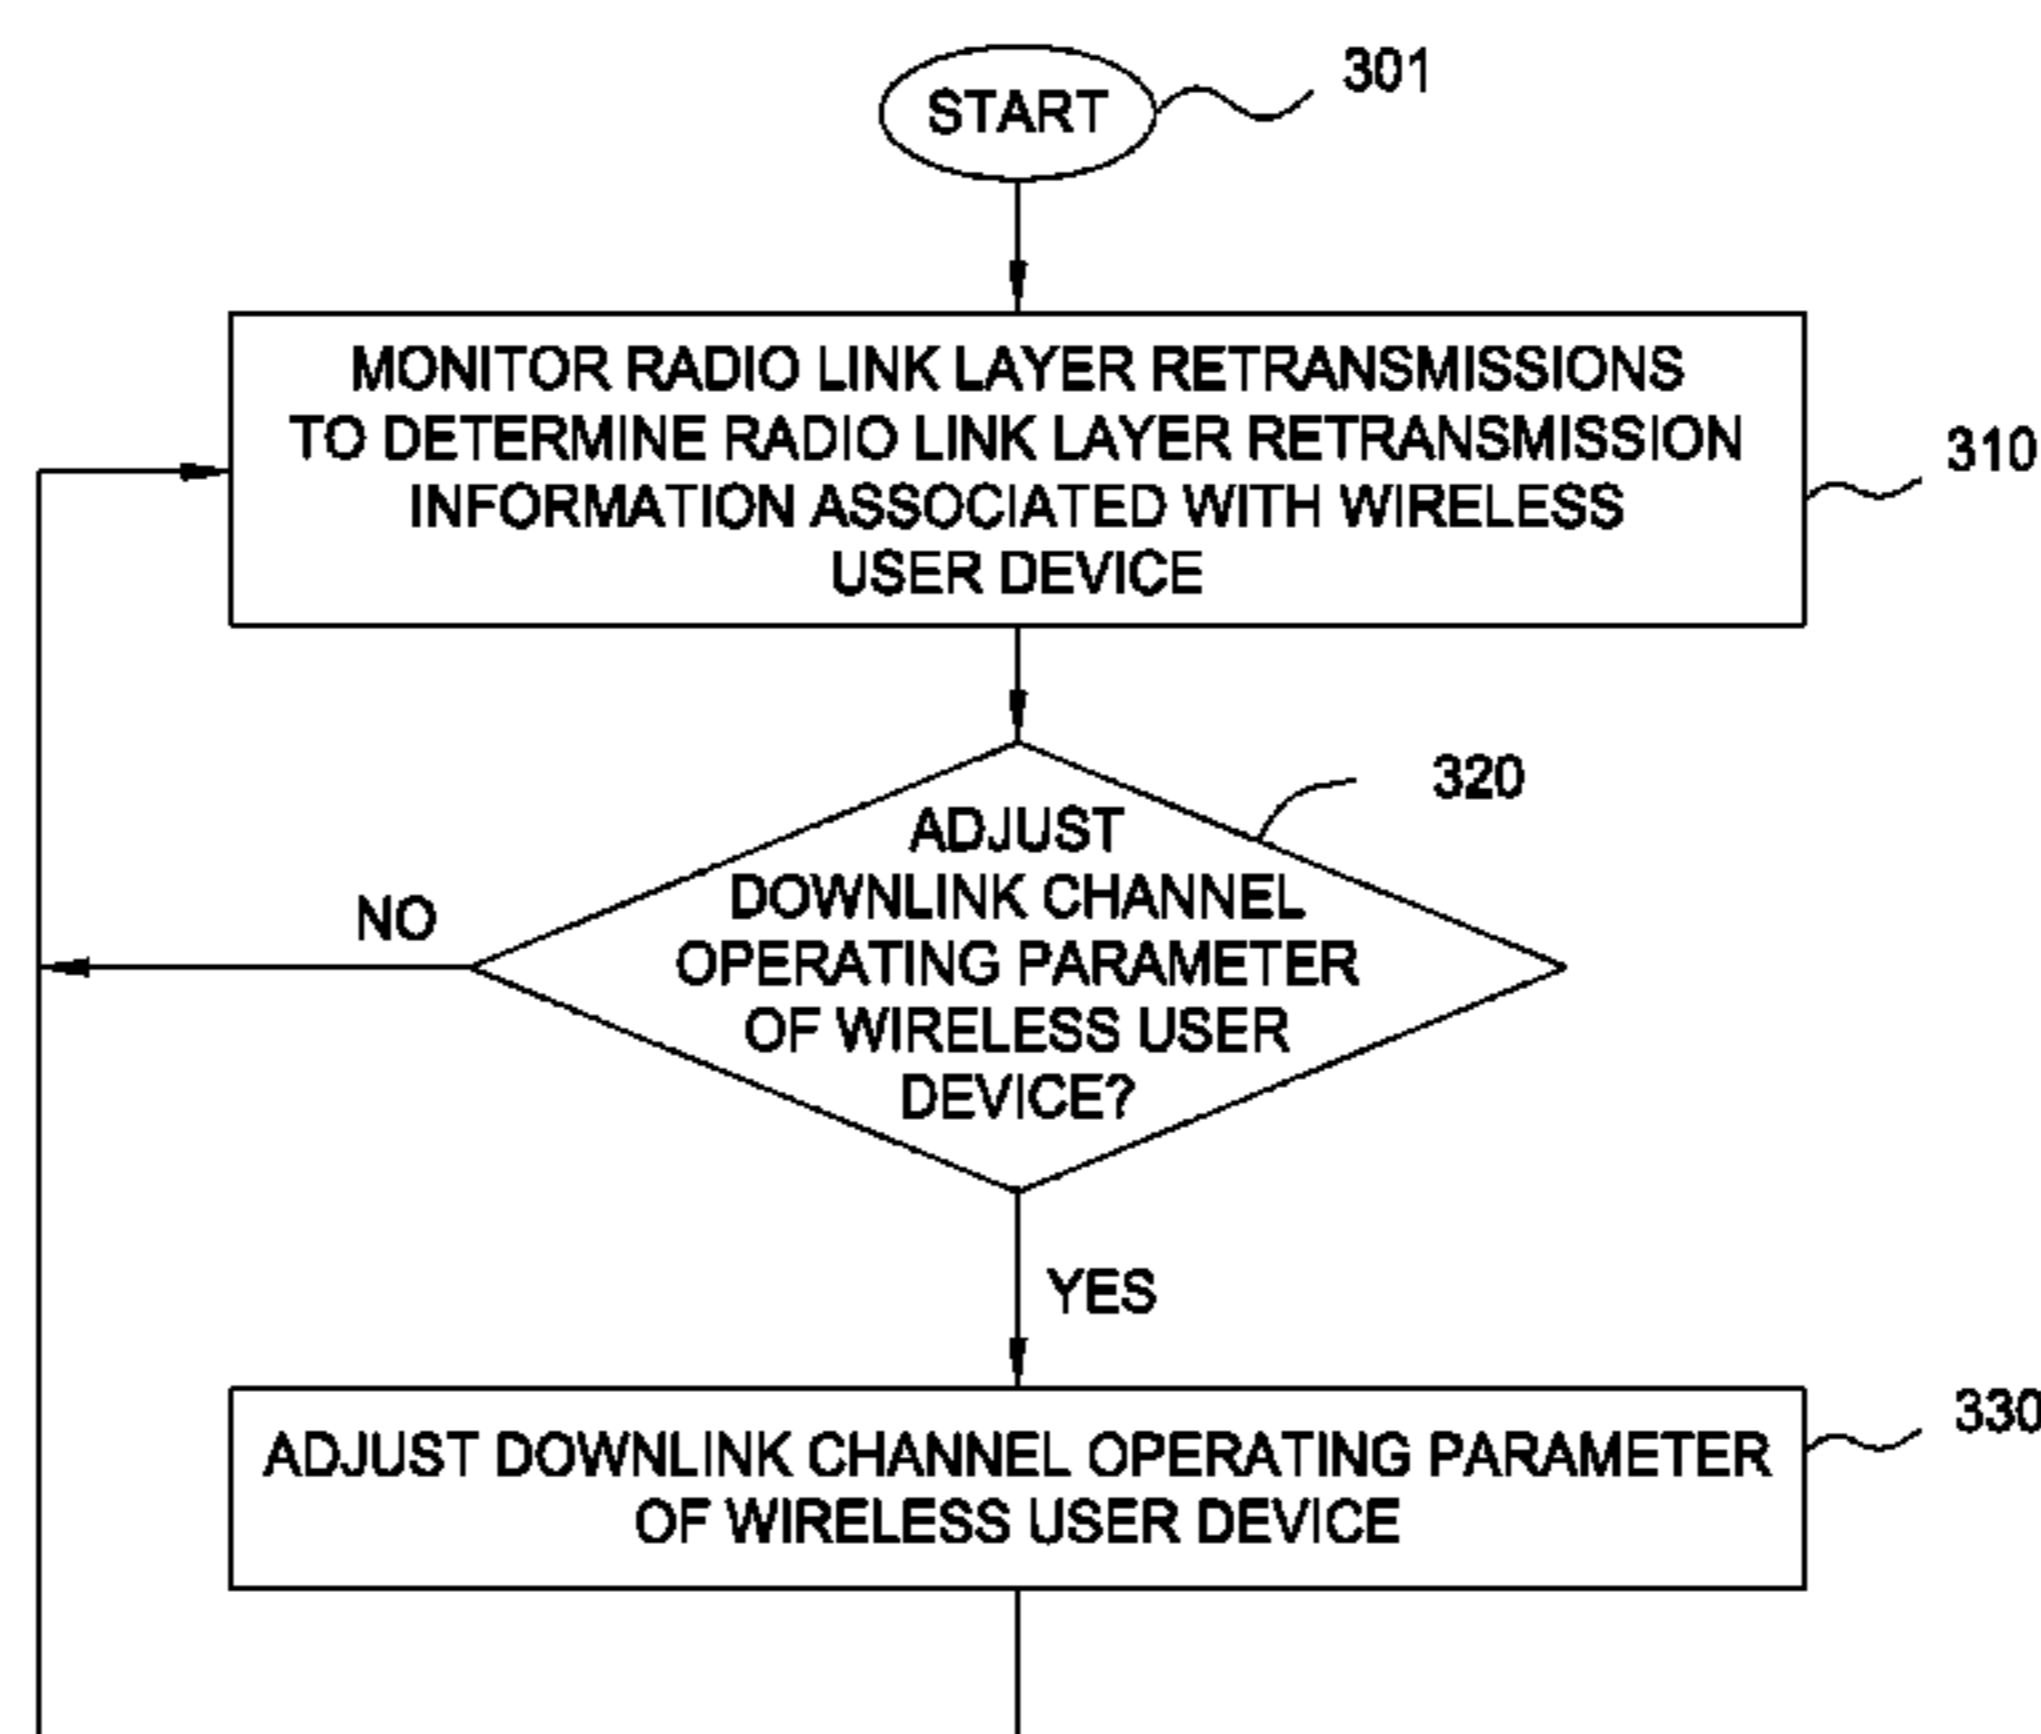 START
301
MONITOR RADIO LINK LAYER RETRANSMISSIONS
TO DETERMINE RADIO LINK LAYER RETRANSMISSION
INFORMATION ASSOCIATED WITH WIRELESS
USER DEVICE
310
320
ADJUST
DOWNLINK CHANNEL
OPERATING PARAMETER
OF WIRELESS USER
DEVICE?
NO
YES
ADJUST DOWNLINK CHANNEL OPERATING PARAMETER
OF WIRELESS USER DEVICE
330